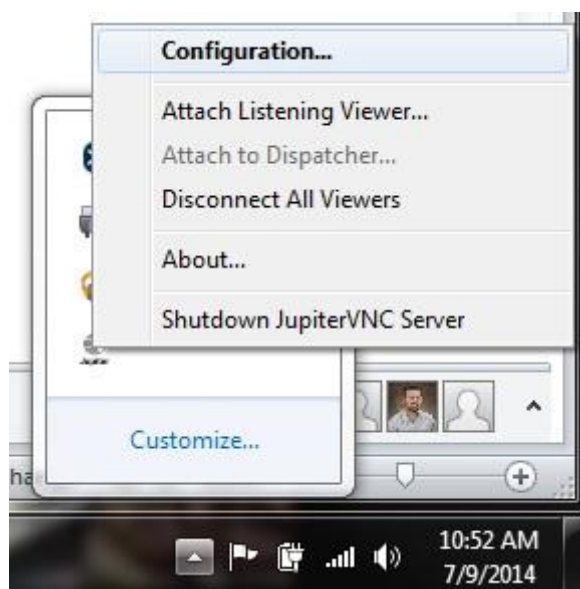 Configuration...
Attach Listening Viewer...
Attach to Dispatcher...
Disconnect All Viewers
About...
Shutdown JupiterVNC Server
Customize...
10:52 AM
7/9/2014